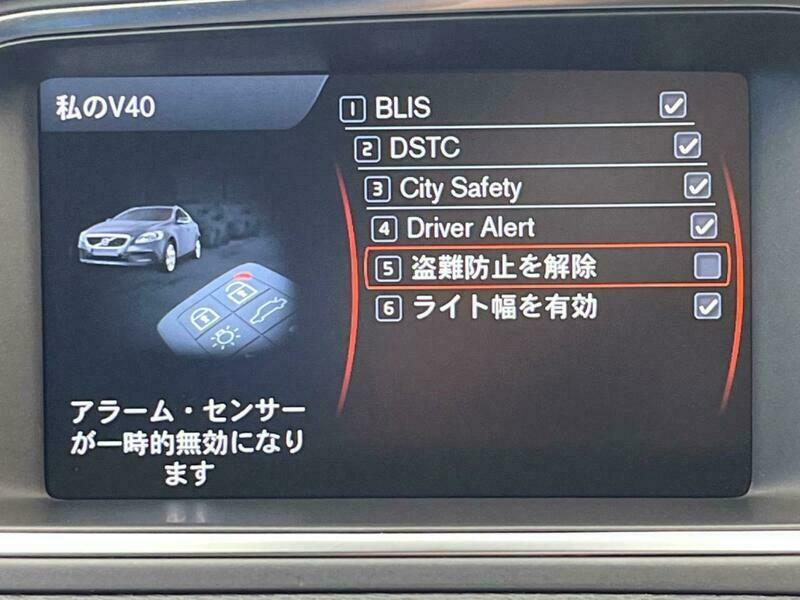 私のV40
1 BLIS
2 DSTC
3 City Safety
4 Driver Alert
5 盗難防止を解除
6 ライト幅を有効
アラーム・センサー
が一時的無効になり
ます